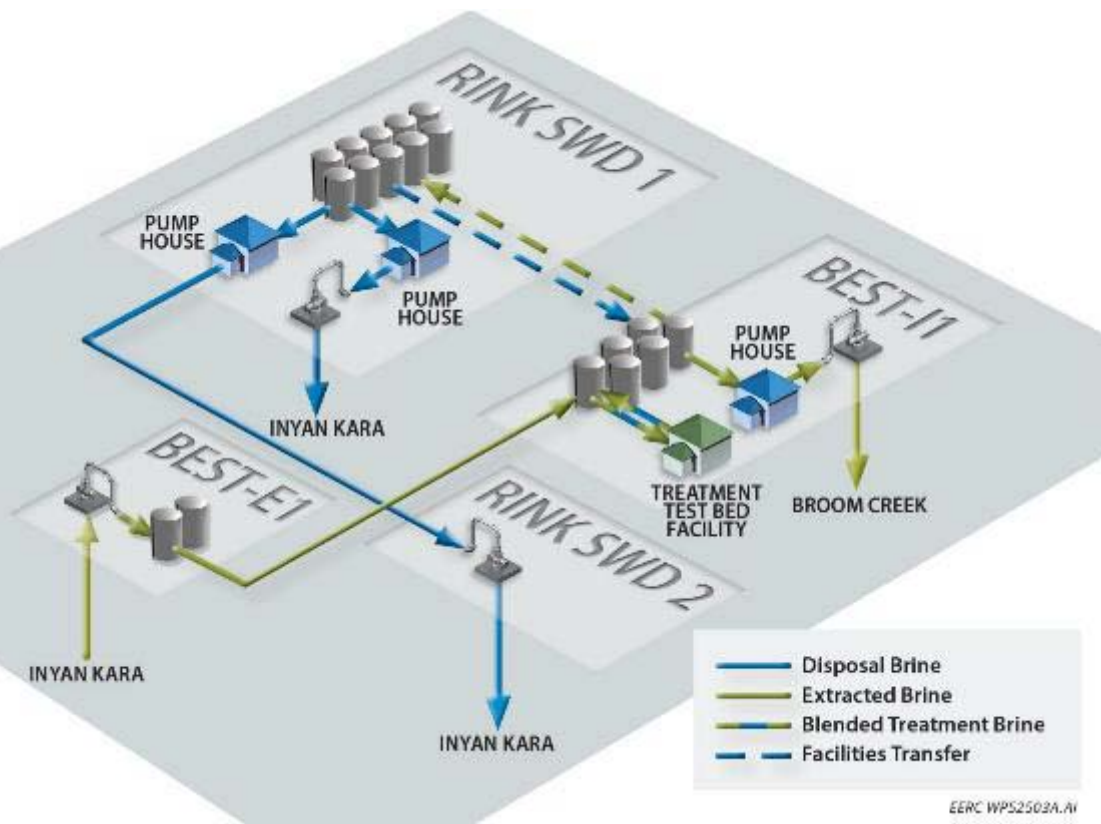 RINK SWD 1
PUMP
HOUSE
PUMP
HOUSE
INYAN KARA
BEST-I1
PUMP
HOUSE
TREATMENT
TEST BED
FACILITY
BROOM CREEK
BEST-E1
INYAN KARA
RINK SWD 2
INYAN KARA
Disposal Brine
Extracted Brine
Blended Treatment Brine
Facilities Transfer
EERC WPS2503A.AI